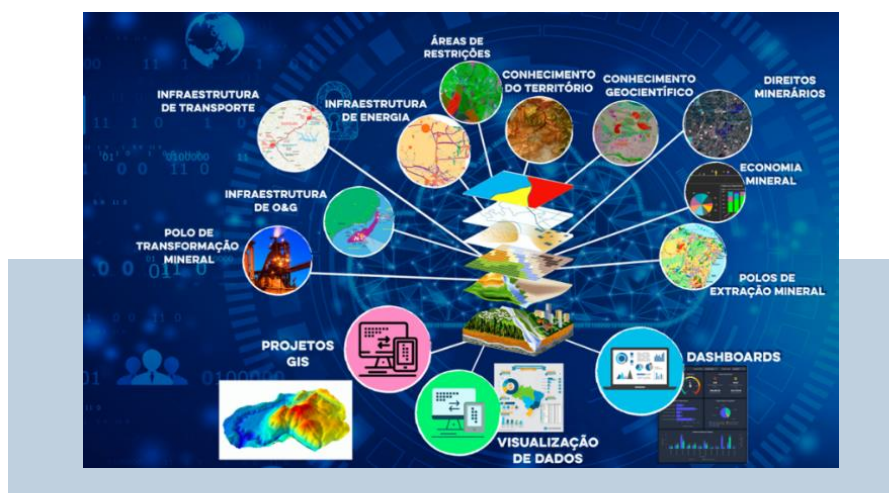 ÁREAS DE
RESTRIÇÕES
CONHECIMENTO
DO TERRITÓRIO
CONHECIMENTO
GEOCIENTÍFICO
DIREITOS
MINERÁRIOS
INFRAESTRUTURA
DE TRANSPORTE
INFRAESTRUTURA
DE ENERGIA
ECONOMIA
MINERAL
INFRAESTRUTURA
DE O&G
POLO DE
TRANSFORMAÇÃO
MINERAL
POLOS DE
EXTRAÇÃO MINERAL
PROJETOS
GIS
DASHBOARDS
VISUALIZAÇÃO
DE DADOS